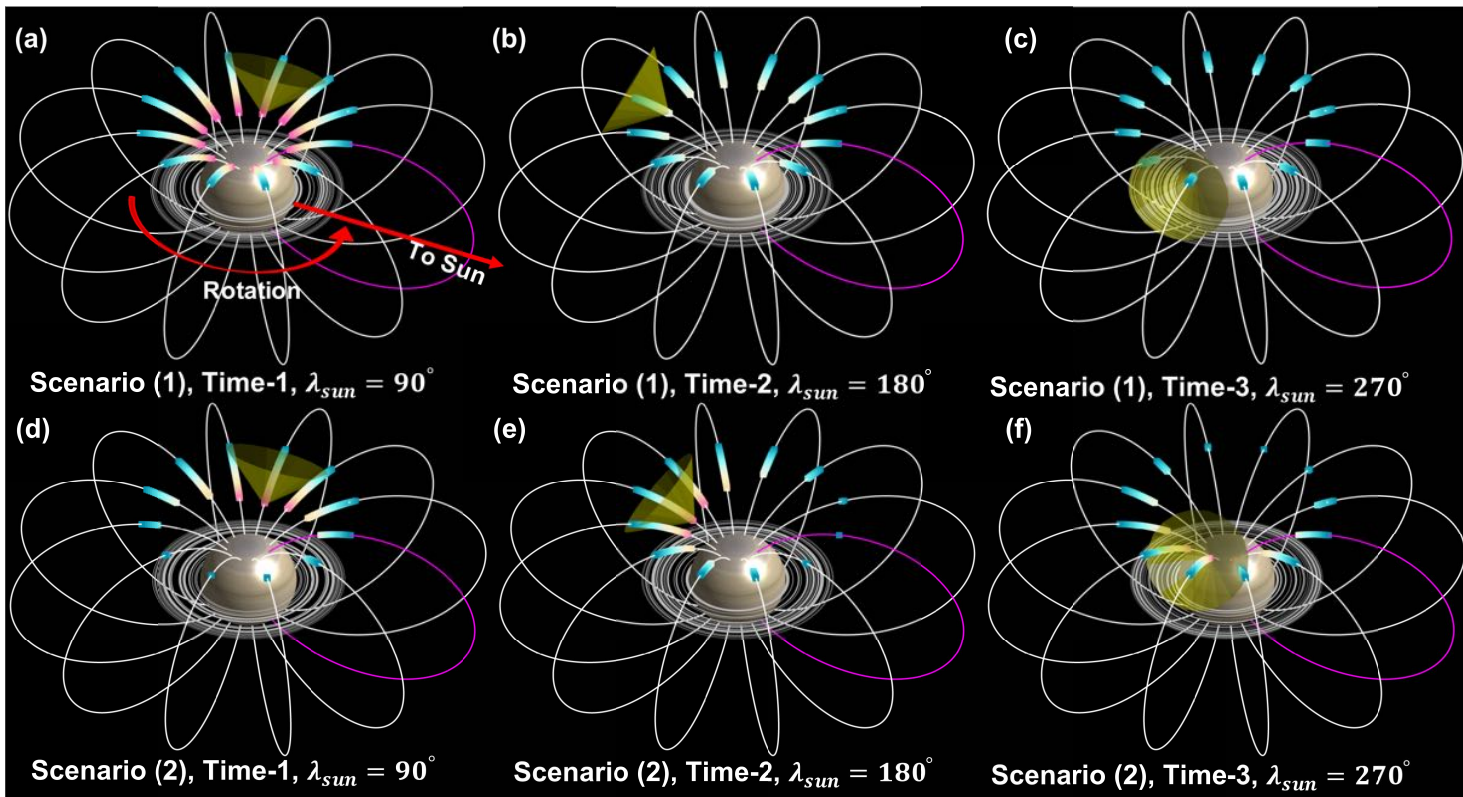 (a)
(b)
(c)
To Sun
Rotation
Scenario (1), Time-1, λsun = 90°
Scenario (1), Time-2, λsun = 180°
Scenario (1), Time-3, λsun = 270°
(d)
(e)
(f)
Scenario (2), Time-1, λsun = 90°
Scenario (2), Time-2, λsun = 180°
Scenario (2), Time-3, λsun = 270°